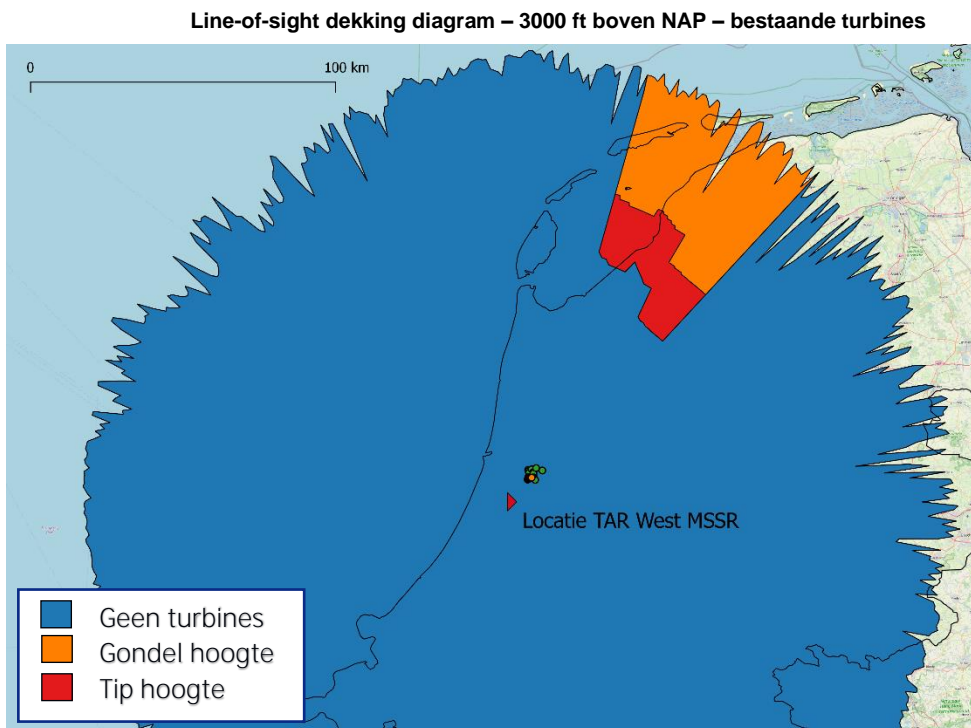 Line-of-sight dekking diagram – 3000 ft boven NAP – bestaande turbines
0 100 km
Locatie TAR West MSSR
Geen turbines
Gondel hoogte
Tip hoogte